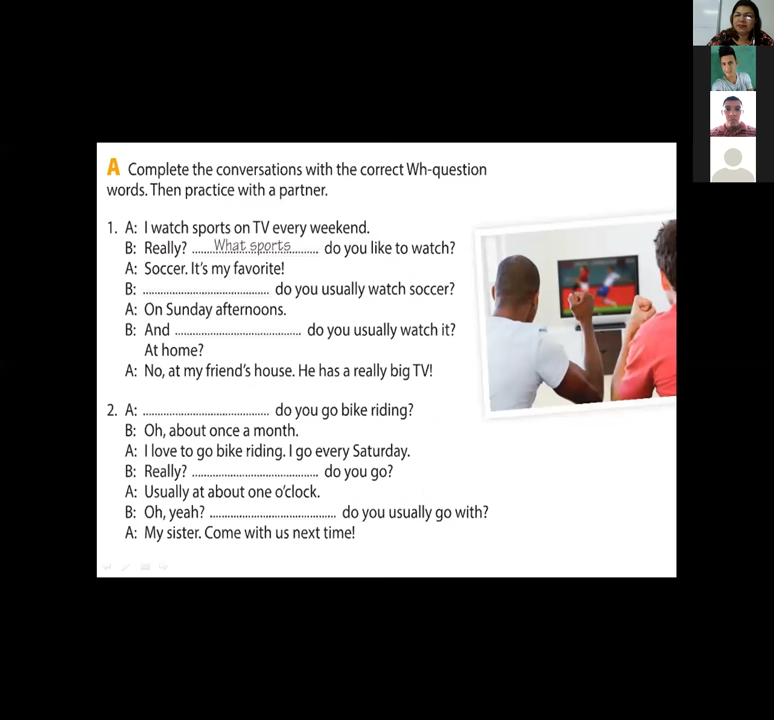 A Complete the conversations with the correct Wh-question
words. Then practice with a partner.
1. A: I watch sports on TV every weekend.
B: Really? ....What sports.... do you like to watch?
A: Soccer. It's my favorite!
B: ........................................ do you usually watch soccer?
A: On Sunday afternoons.
B: And ........................................ do you usually watch it?
At home?
A: No, at my friend's house. He has a really big TV!
2. A: ........................................ do you go bike riding?
B: Oh, about once a month.
A: I love to go bike riding. I go every Saturday.
B: Really? ........................................ do you go?
A: Usually at about one o'clock.
B: Oh, yeah? ........................................ do you usually go with?
A: My sister. Come with us next time!